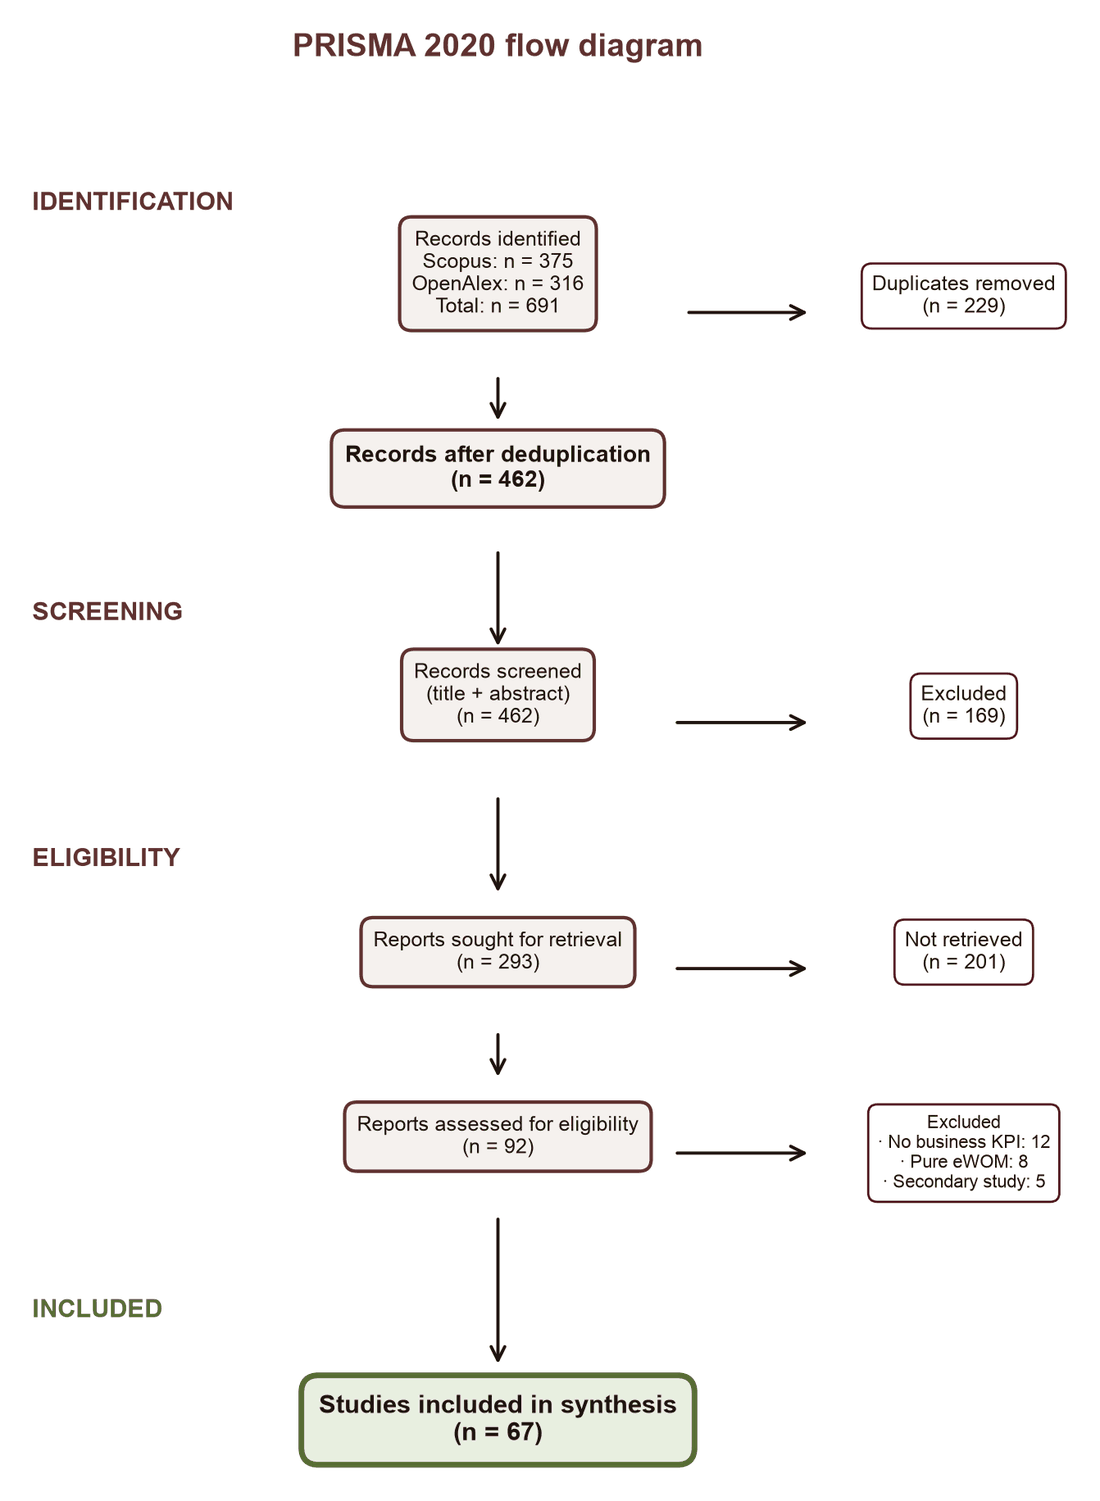 PRISMA 2020 flow diagram
IDENTIFICATION
Records identified
Scopus: n = 375
OpenAlex: n = 316
Total: n = 691
Duplicates removed
(n = 229)
Records after deduplication
(n = 462)
SCREENING
Records screened
(title + abstract)
(n = 462)
Excluded
(n = 169)
ELIGIBILITY
Reports sought for retrieval
(n = 293)
Not retrieved
(n = 201)
Reports assessed for eligibility
(n = 92)
Excluded
· No business KPI: 12
· Pure eWOM: 8
· Secondary study: 5
INCLUDED
Studies included in synthesis
(n = 67)